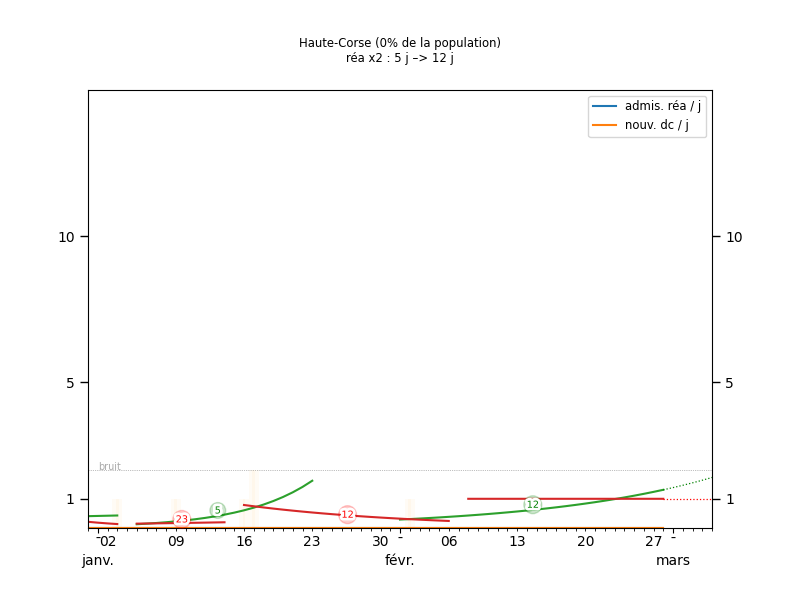 Haute-Corse (0% de la population)
réa x2 : 5 j –> 12 j
admis. réa / j
nouv. dc / j
10 10
5 5
bruit
1 1
23 5 -12 12
02 09 16 23 30 06 13 20 27
janv. févr. mars